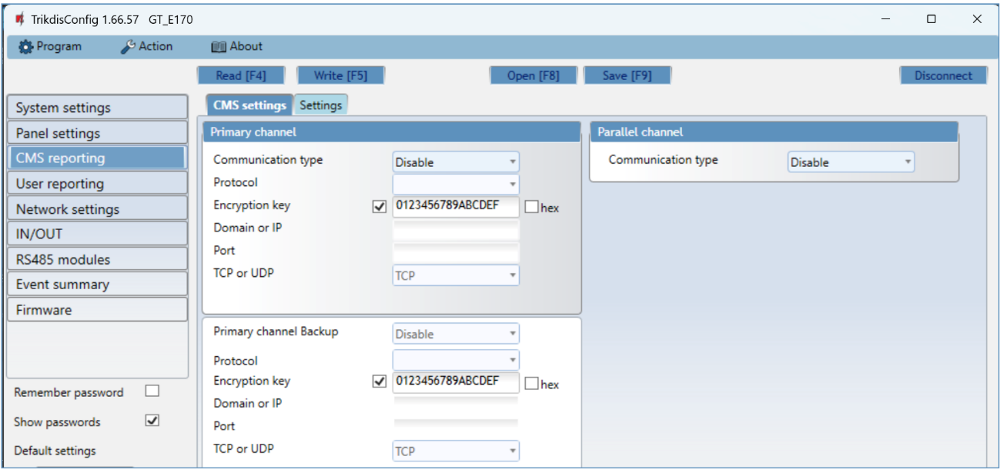 TrikdisConfig 1.66.57 GT_E170
Program Action About
Read [F4] Write [F5] Open [F8] Save [F9] Disconnect
System settings
Panel settings
CMS reporting
User reporting
Network settings
IN/OUT
RS485 modules
Event summary
Firmware
Remember password
Show passwords
Default settings
CMS settings Settings
Primary channel
Communication type Disable
Protocol
Encryption key 0123456789ABCDEF hex
Domain or IP
Port
TCP or UDP TCP
Primary channel Backup Disable
Protocol
Encryption key 0123456789ABCDEF hex
Domain or IP
Port
TCP or UDP TCP
Parallel channel
Communication type Disable